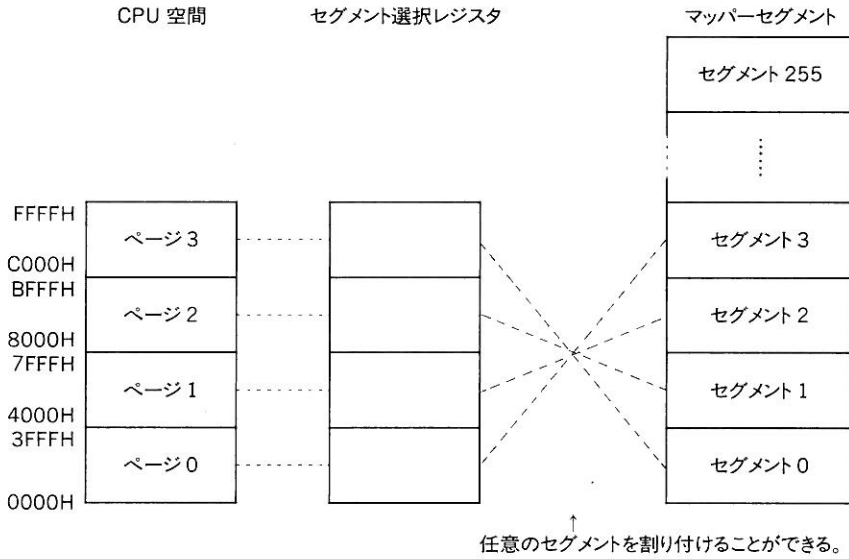 CPU 空間
セグメント選択レジスタ
マッパーセグメント
セグメント 255
⋮
FFFFH
ページ 3
セグメント 3
C000H
BFFFH
ページ 2
セグメント 2
8000H
7FFFH
ページ 1
セグメント 1
4000H
3FFFH
ページ 0
セグメント 0
0000H
↑
任意のセグメントを割り付けることができる。